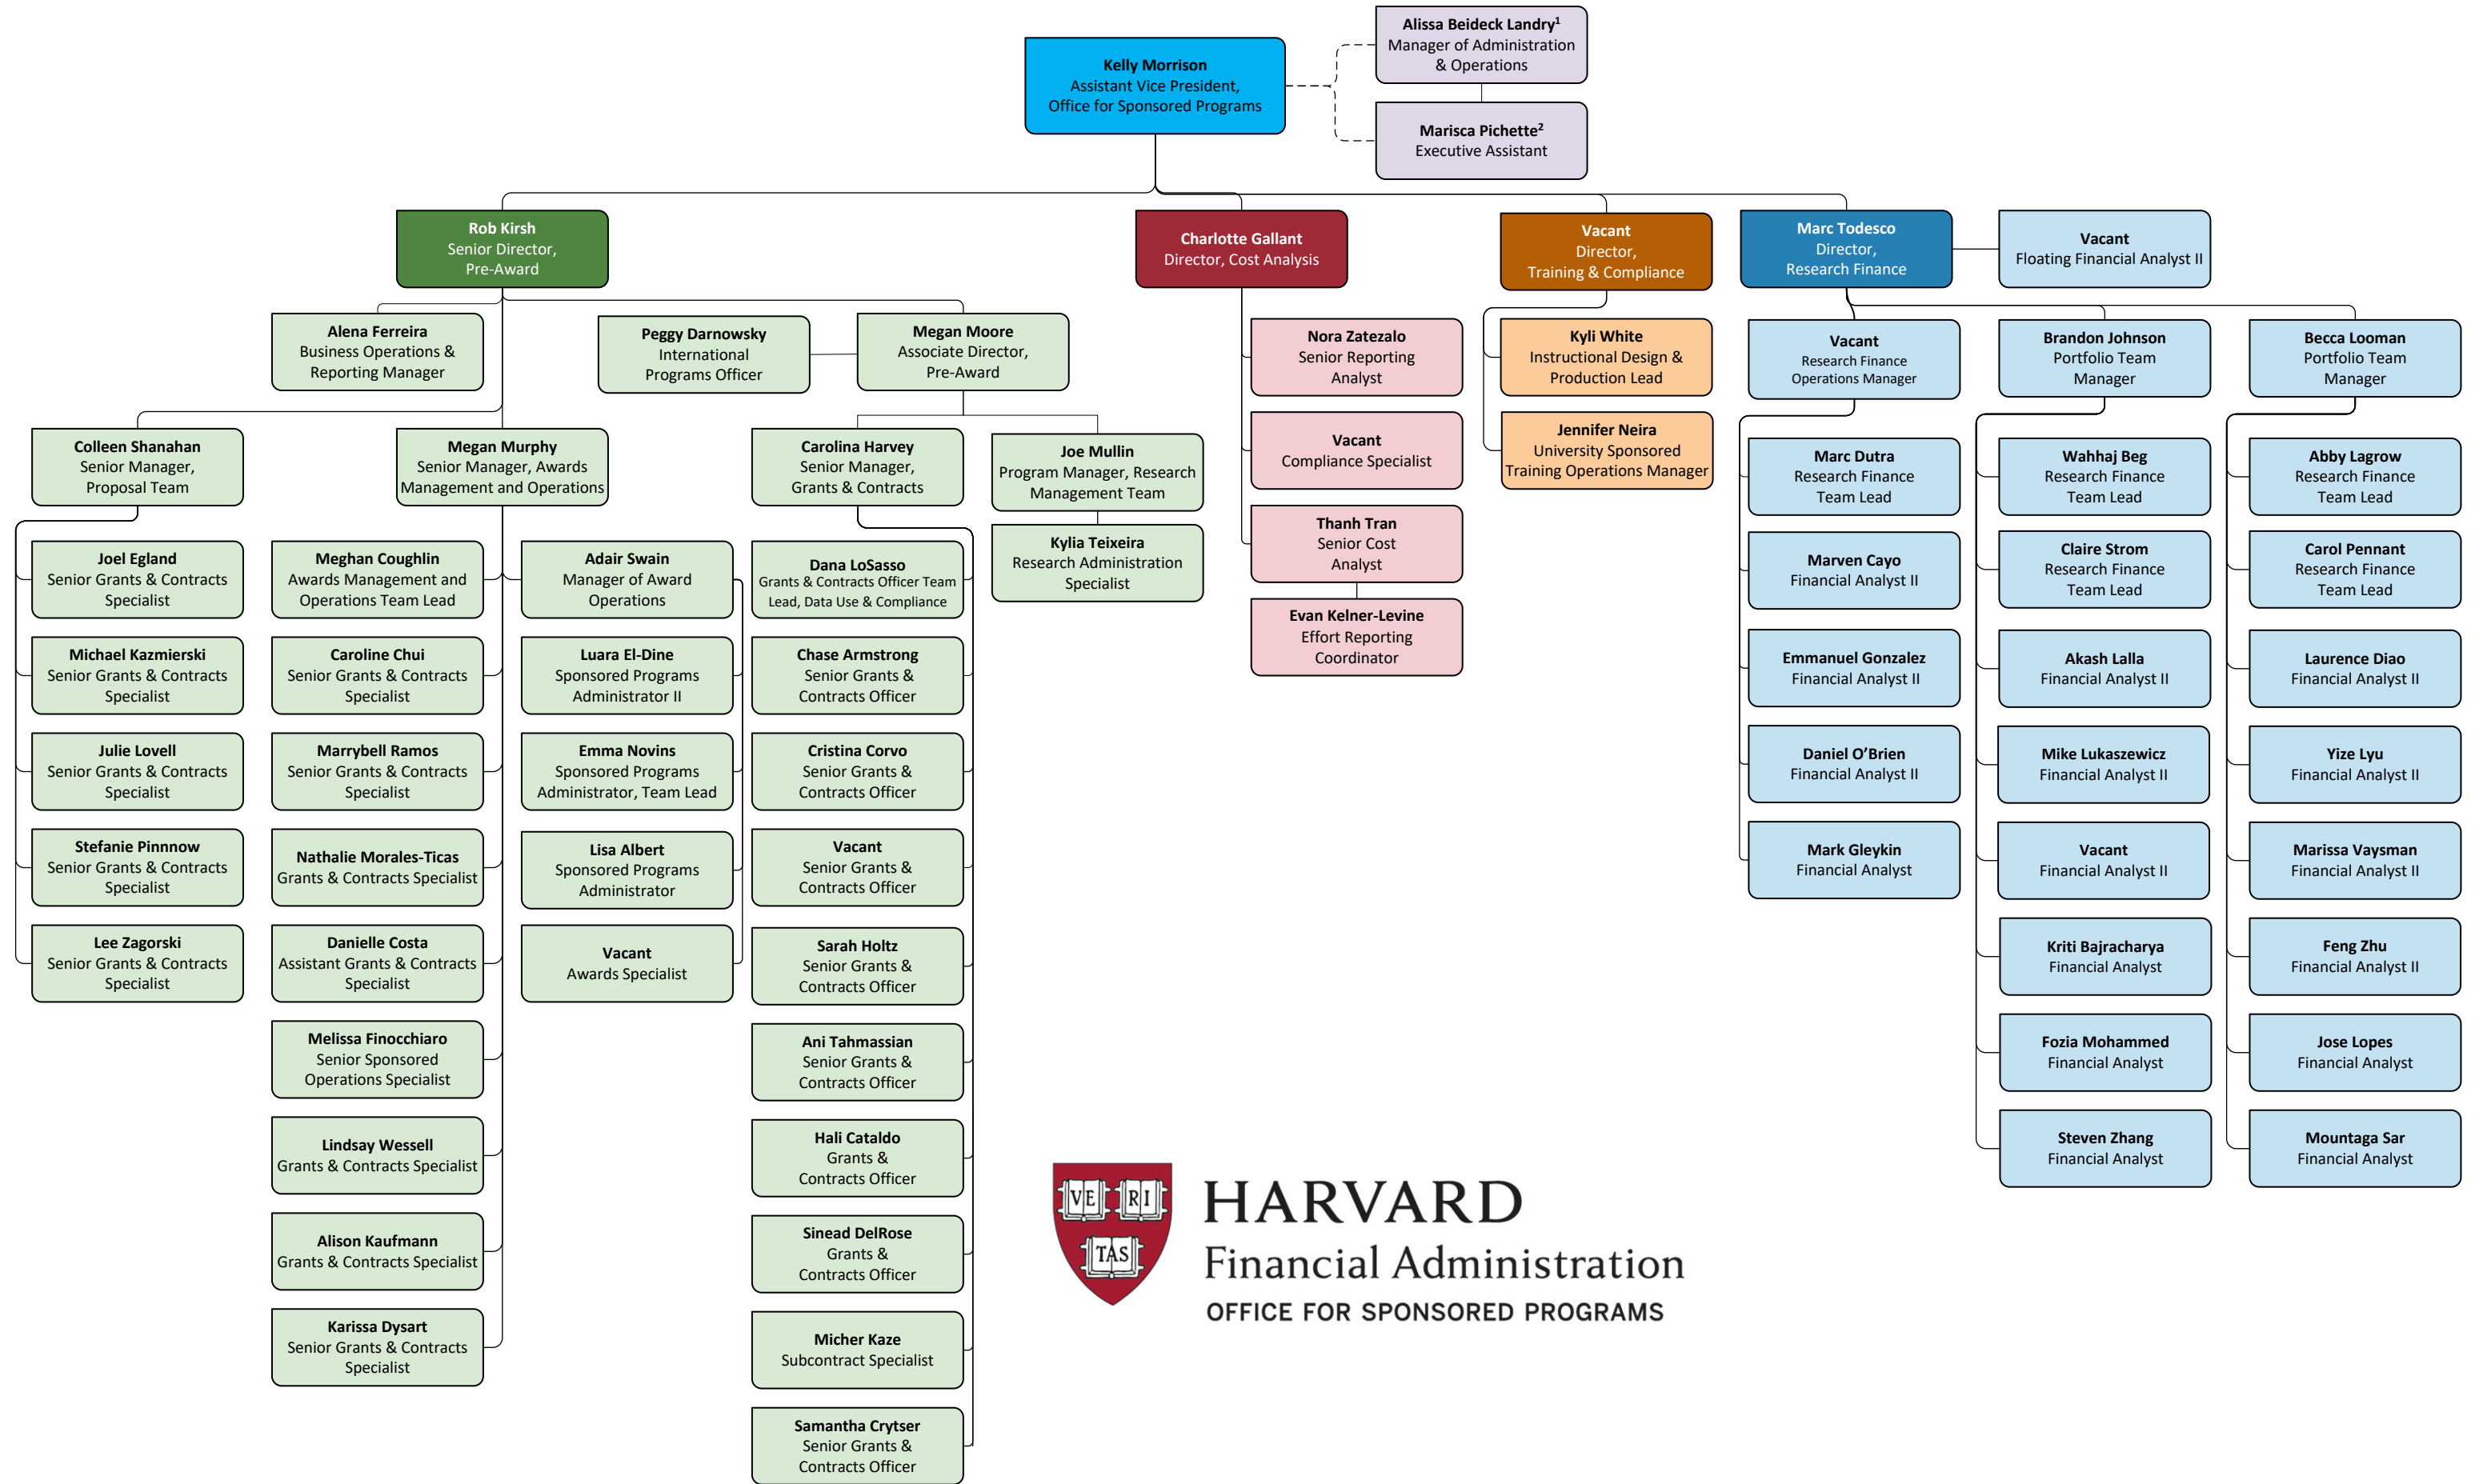 Alissa Beideck Landry¹
Manager of Administration
& Operations
Kelly Morrison
Assistant Vice President,
Office for Sponsored Programs
Marisca Pichette²
Executive Assistant
Rob Kirsh
Senior Director,
Pre-Award
Charlotte Gallant
Director, Cost Analysis
Vacant
Director,
Training & Compliance
Marc Todesco
Director,
Research Finance
Vacant
Floating Financial Analyst II
Alena Ferreira
Business Operations &
Reporting Manager
Peggy Darnowsky
International
Programs Officer
Megan Moore
Associate Director,
Pre-Award
Colleen Shanahan
Senior Manager,
Proposal Team
Megan Murphy
Senior Manager, Awards
Management and Operations
Carolina Harvey
Senior Manager,
Grants & Contracts
Joe Mullin
Program Manager, Research
Management Team
Kylia Teixeira
Research Administration
Specialist
Joel Egland
Senior Grants & Contracts
Specialist
Michael Kazmierski
Senior Grants & Contracts
Specialist
Julie Lovell
Senior Grants & Contracts
Specialist
Stefanie Pinnnow
Senior Grants & Contracts
Specialist
Lee Zagorski
Senior Grants & Contracts
Specialist
Meghan Coughlin
Awards Management and
Operations Team Lead
Caroline Chui
Senior Grants & Contracts
Specialist
Marrybell Ramos
Senior Grants & Contracts
Specialist
Nathalie Morales-Ticas
Grants & Contracts Specialist
Danielle Costa
Assistant Grants & Contracts
Specialist
Melissa Finocchiaro
Senior Sponsored
Operations Specialist
Lindsay Wessell
Grants & Contracts Specialist
Alison Kaufmann
Grants & Contracts Specialist
Karissa Dysart
Senior Grants & Contracts
Specialist
Adair Swain
Manager of Award
Operations
Luara El-Dine
Sponsored Programs
Administrator II
Emma Novins
Sponsored Programs
Administrator, Team Lead
Lisa Albert
Sponsored Programs
Administrator
Vacant
Awards Specialist
Dana LoSasso
Grants & Contracts Officer Team
Lead, Data Use & Compliance
Chase Armstrong
Senior Grants &
Contracts Officer
Cristina Corvo
Senior Grants &
Contracts Officer
Vacant
Senior Grants &
Contracts Officer
Sarah Holtz
Senior Grants &
Contracts Officer
Ani Tahmassian
Senior Grants &
Contracts Officer
Hali Cataldo
Grants &
Contracts Officer
Sinead DelRose
Grants &
Contracts Officer
Micher Kaze
Subcontract Specialist
Samantha Crytser
Senior Grants &
Contracts Officer
Nora Zatezalo
Senior Reporting
Analyst
Vacant
Compliance Specialist
Thanh Tran
Senior Cost
Analyst
Evan Kelner-Levine
Effort Reporting
Coordinator
Kyli White
Instructional Design &
Production Lead
Jennifer Neira
University Sponsored
Training Operations Manager
Vacant
Research Finance
Operations Manager
Marc Dutra
Research Finance
Team Lead
Marven Cayo
Financial Analyst II
Emmanuel Gonzalez
Financial Analyst II
Daniel O’Brien
Financial Analyst II
Mark Gleykin
Financial Analyst
Brandon Johnson
Portfolio Team
Manager
Wahhaj Beg
Research Finance
Team Lead
Claire Strom
Research Finance
Team Lead
Akash Lalla
Financial Analyst II
Mike Lukaszewicz
Financial Analyst II
Vacant
Financial Analyst II
Kriti Bajracharya
Financial Analyst
Fozia Mohammed
Financial Analyst
Steven Zhang
Financial Analyst
Becca Looman
Portfolio Team
Manager
Abby Lagrow
Research Finance
Team Lead
Carol Pennant
Research Finance
Team Lead
Laurence Diao
Financial Analyst II
Yize Lyu
Financial Analyst II
Marissa Vaysman
Financial Analyst II
Feng Zhu
Financial Analyst II
Jose Lopes
Financial Analyst
Mountaga Sar
Financial Analyst
VE RI
TAS
HARVARD
Financial Administration
OFFICE FOR SPONSORED PROGRAMS